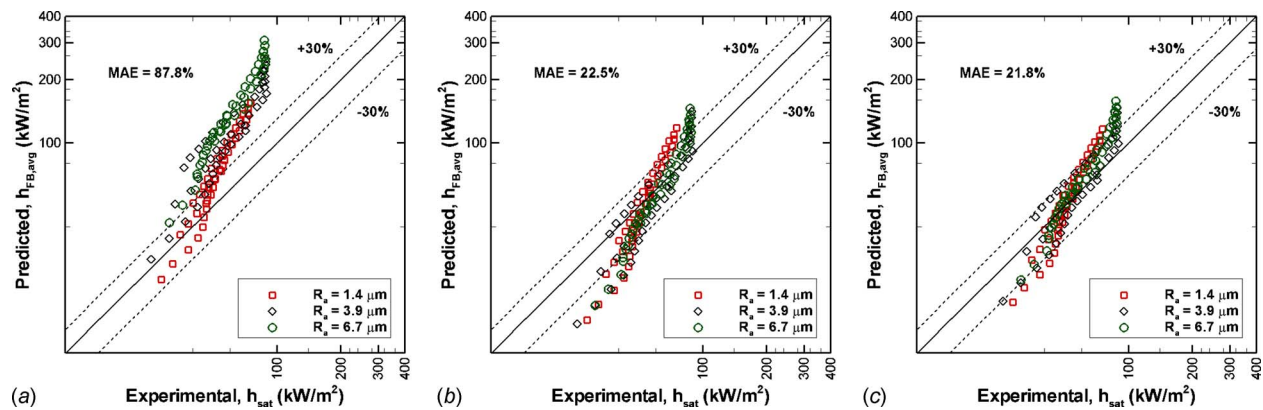 400
300
200
100
Predicted, h_FB,avg (kW/m²)
MAE = 87.8%
+30%
-30%
R_a = 1.4 μm
R_a = 3.9 μm
R_a = 6.7 μm
100 200 300 400
(a) Experimental, h_sat (kW/m²)
400
300
200
100
Predicted, h_FB,avg (kW/m²)
MAE = 22.5%
+30%
-30%
R_a = 1.4 μm
R_a = 3.9 μm
R_a = 6.7 μm
100 200 300 400
(b) Experimental, h_sat (kW/m²)
400
300
200
100
Predicted, h_FB,avg (kW/m²)
MAE = 21.8%
+30%
-30%
R_a = 1.4 μm
R_a = 3.9 μm
R_a = 6.7 μm
100 200 300 400
(c) Experimental, h_sat (kW/m²)